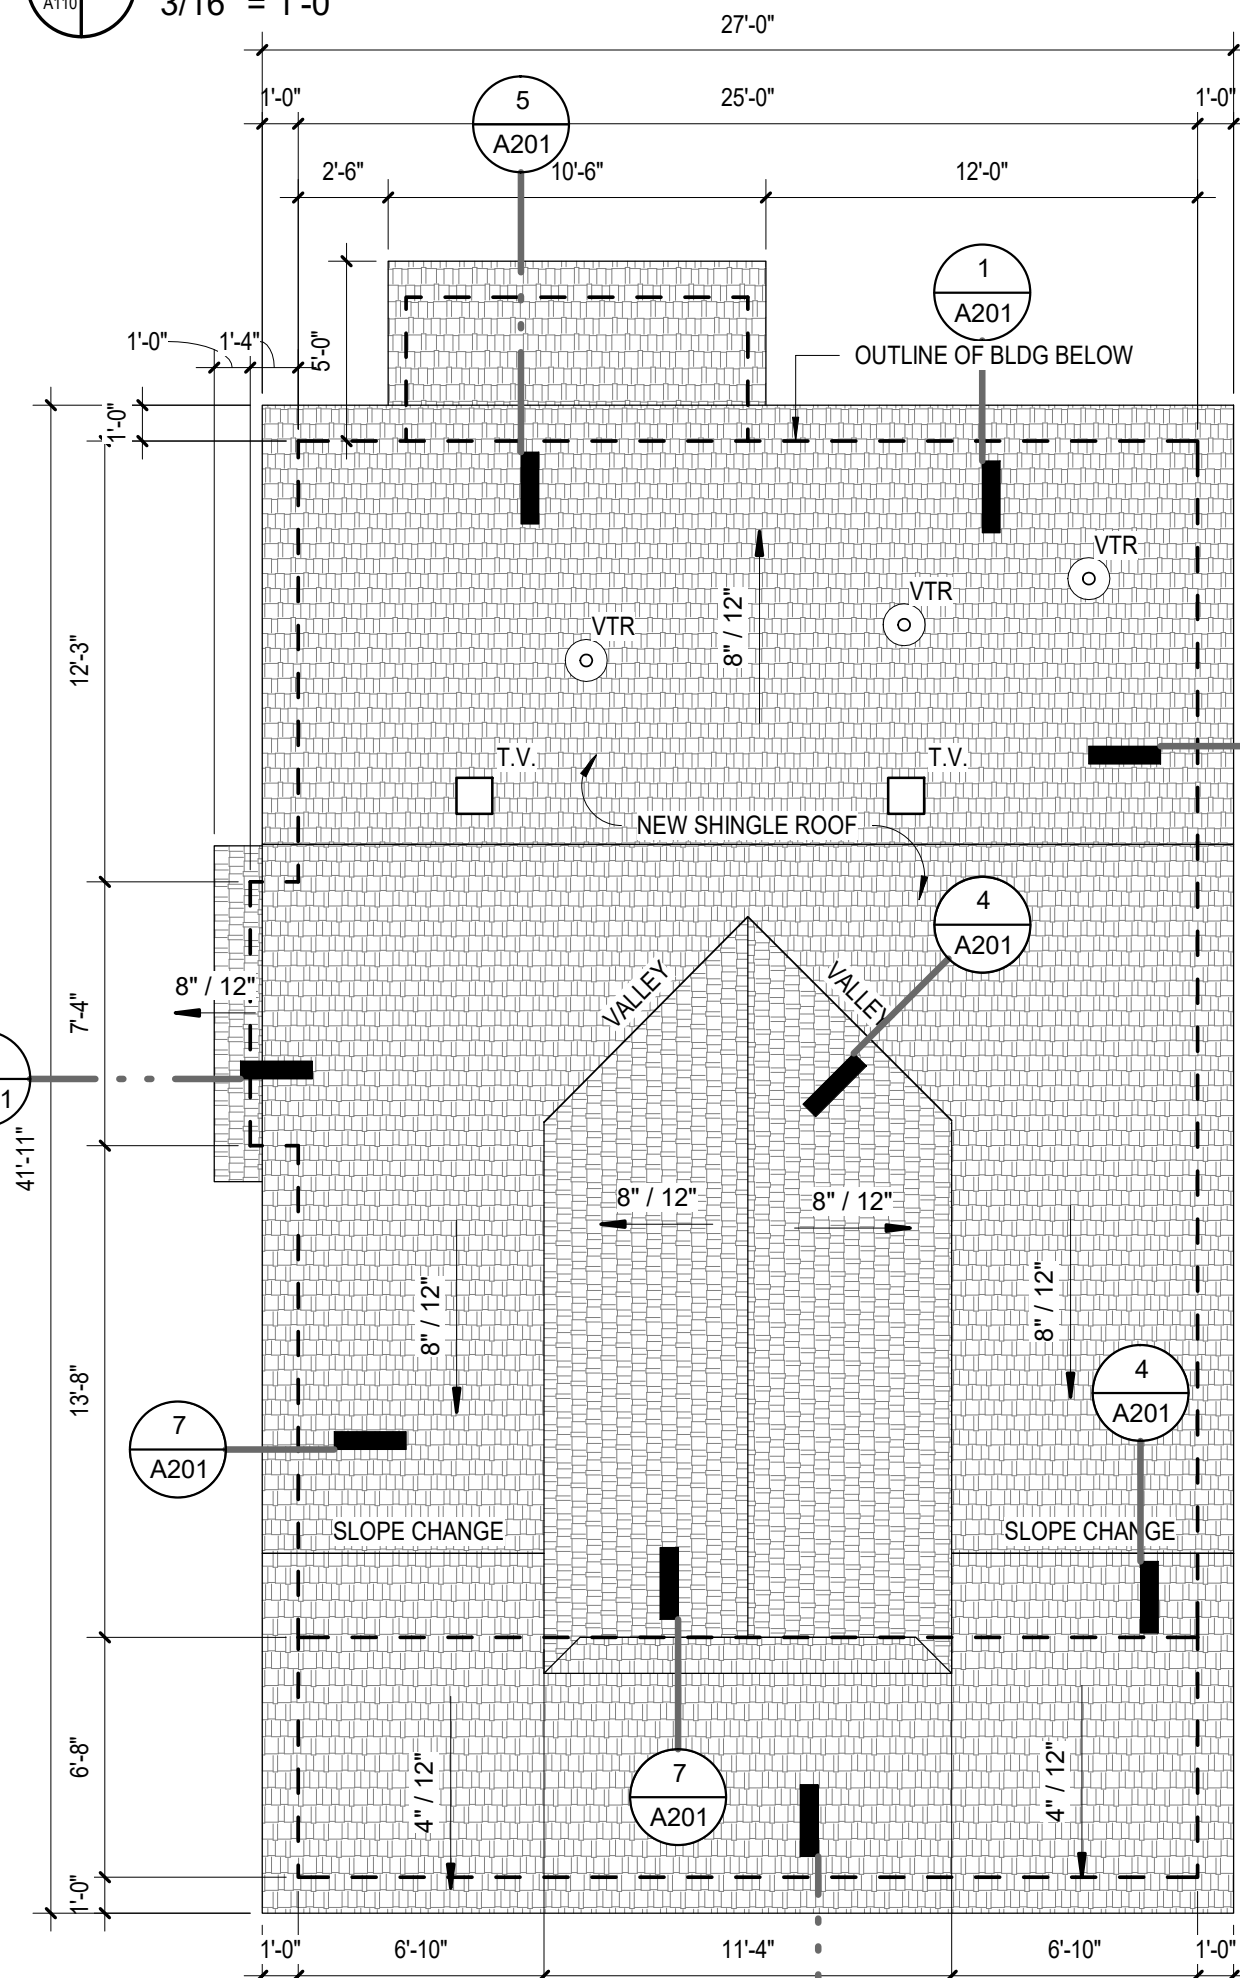 A110
3/16" = 1'-0"
27'-0"
1'-0"
25'-0"
1'-0"
5
A201
2'-6"
10'-6"
12'-0"
1
A201
1'-0"
1'-4"
5'-0"
OUTLINE OF BLDG BELOW
1'-0"
VTR
VTR
VTR
8" / 12"
12'-3"
T.V.
T.V.
NEW SHINGLE ROOF
4
A201
VALLEY
VALLEY
8" / 12"
7'-4"
1
41'-11"
8" / 12"
8" / 12"
8" / 12"
8" / 12"
13'-8"
4
A201
7
A201
SLOPE CHANGE
SLOPE CHANGE
6'-8"
4" / 12"
4" / 12"
7
A201
1'-0"
1'-0"
6'-10"
11'-4"
6'-10"
1'-0"